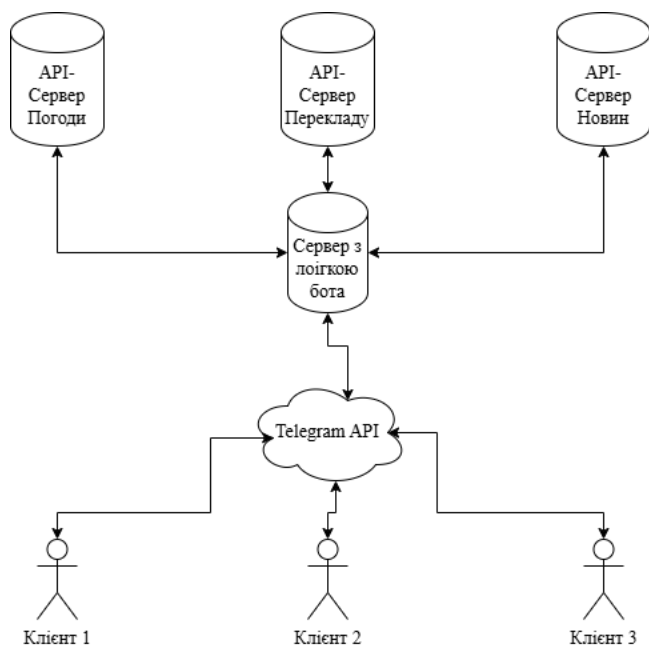 API-
Сервер
Погоди
API-
Сервер
Перекладу
API-
Сервер
Новин
Сервер з
лоігкою
бота
Telegram API
Клієнт 1
Клієнт 2
Клієнт 3